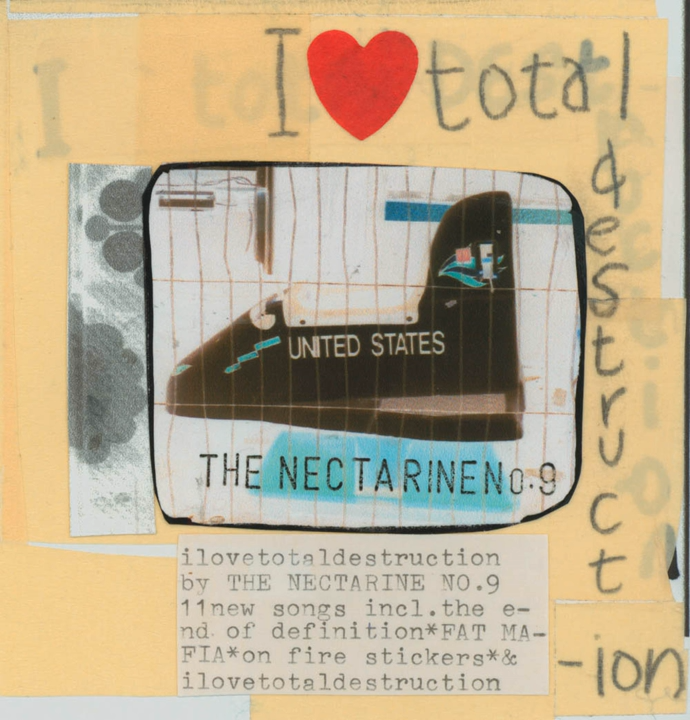 I ❤ total
destruct
-ion
UNITED STATES
THE NECTARINE No.9
ilovetotaldestruction
by THE NECTARINE NO.9
11new songs incl.the e-
nd of definition*FAT MA-
FIA*on fire stickers*&
ilovetotaldestruction